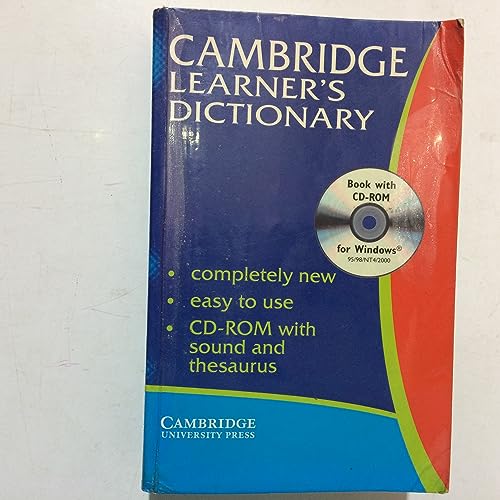 CAMBRIDGE
LEARNER'S
DICTIONARY
Book with
CD-ROM
for Windows®
95/98/NT4/2000
• completely new
• easy to use
• CD-ROM with
sound and
thesaurus
CAMBRIDGE
UNIVERSITY PRESS